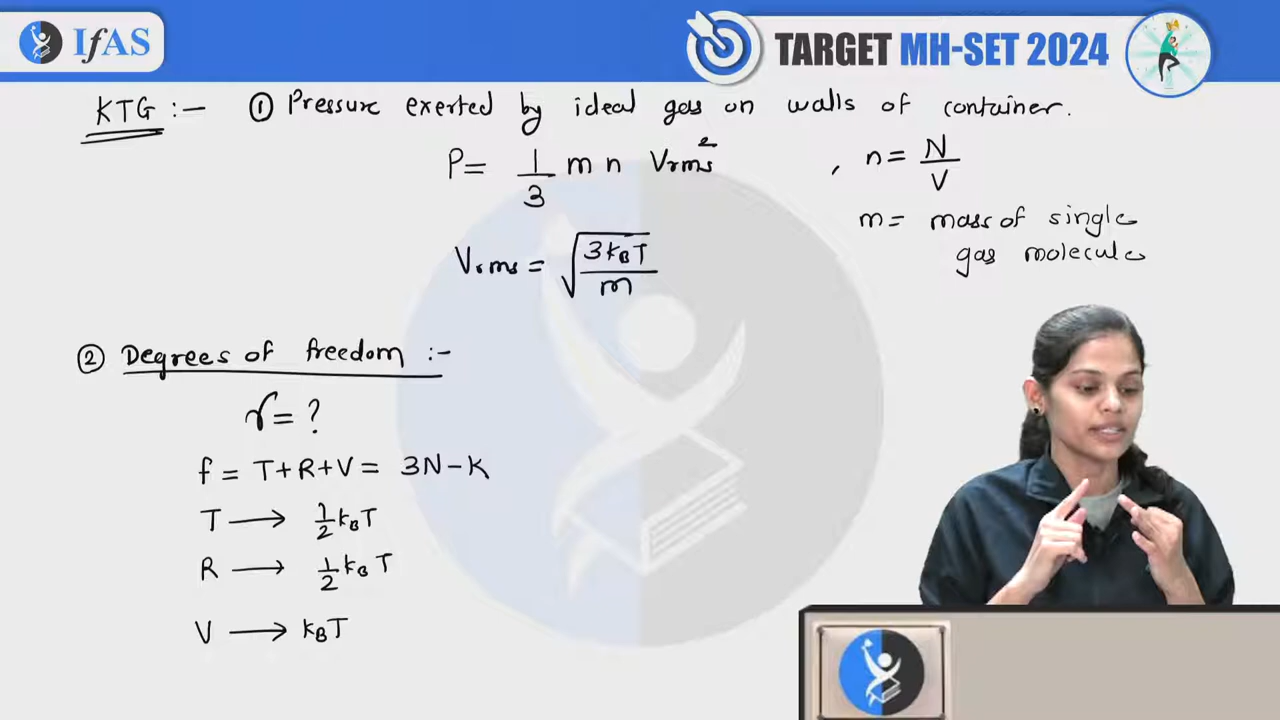 IfAS
TARGET MH-SET 2024
KTG :- ① Pressure exerted by ideal gas on walls of container.
P = 1/3 m n Vrms² , n = N/V
m = mass of single
gas molecule
Vrms = √(3kBT/m)
② Degrees of freedom :-
γ = ?
f = T+R+V = 3N-K
T → 1/2 kBT
R → 1/2 kBT
V → kBT